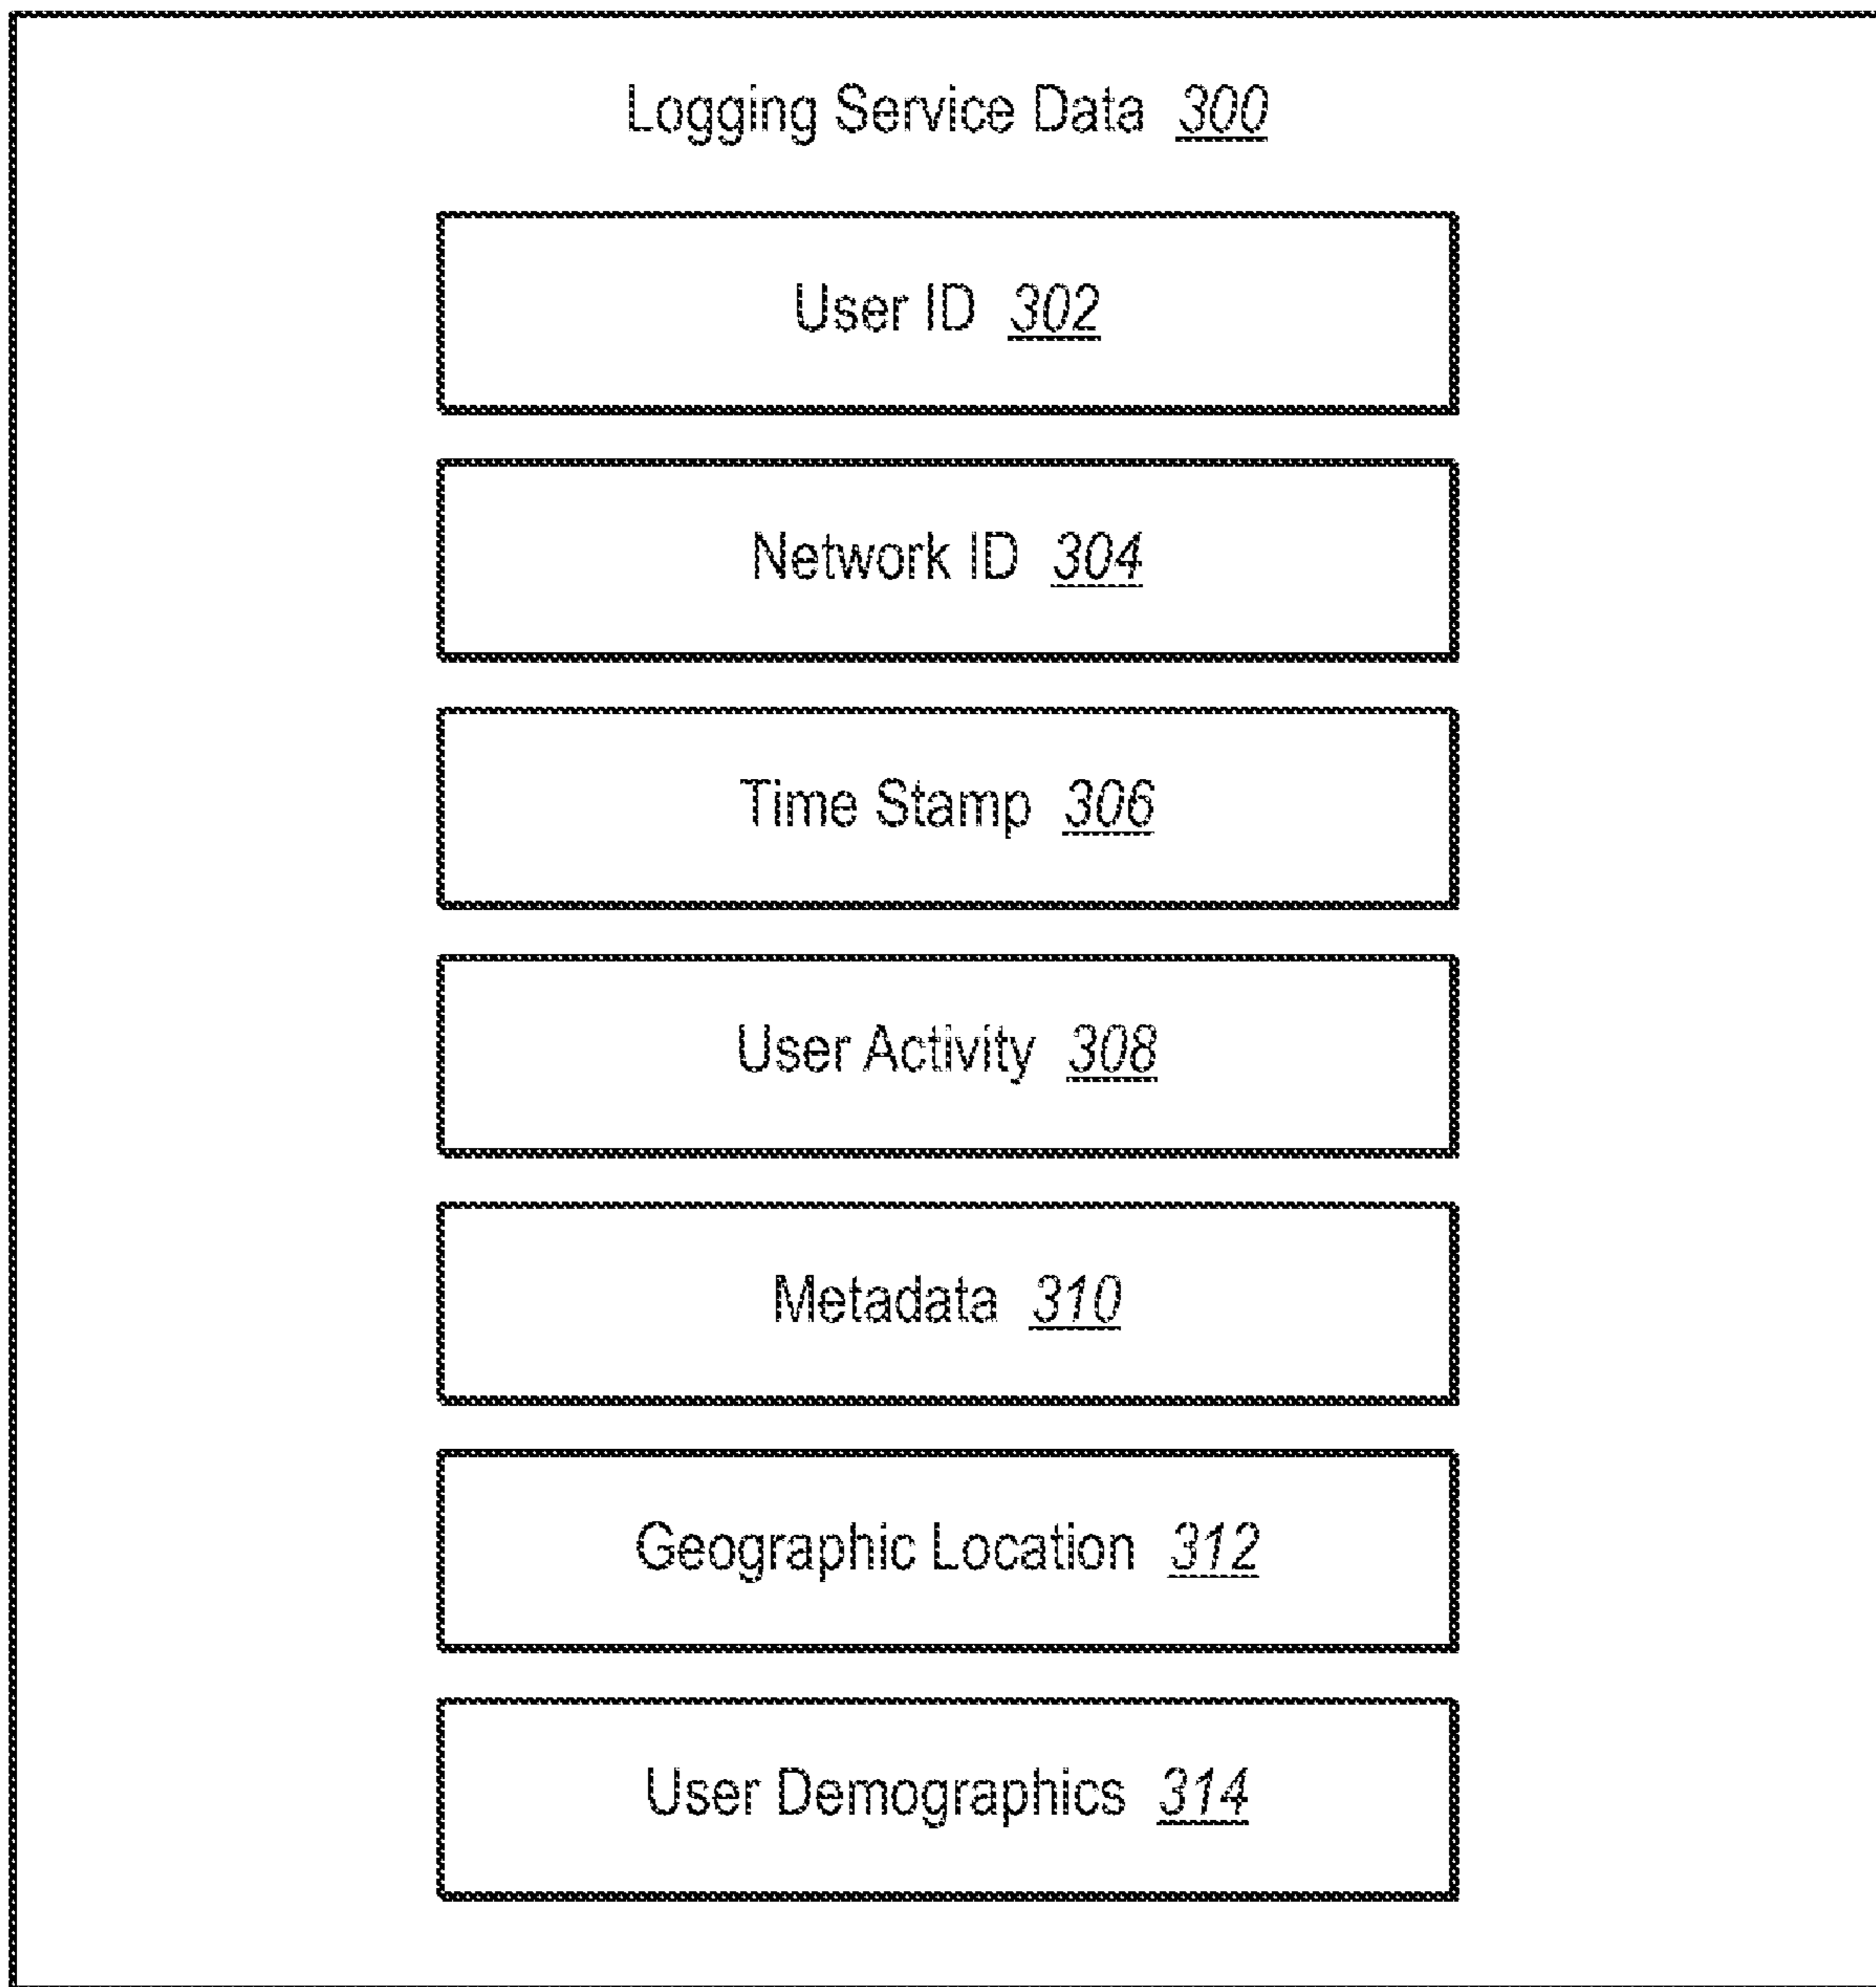 Logging Service Data 300
User ID 302
Network ID 304
Time Stamp 306
User Activity 308
Metadata 310
Geographic Location 312
User Demographics 314